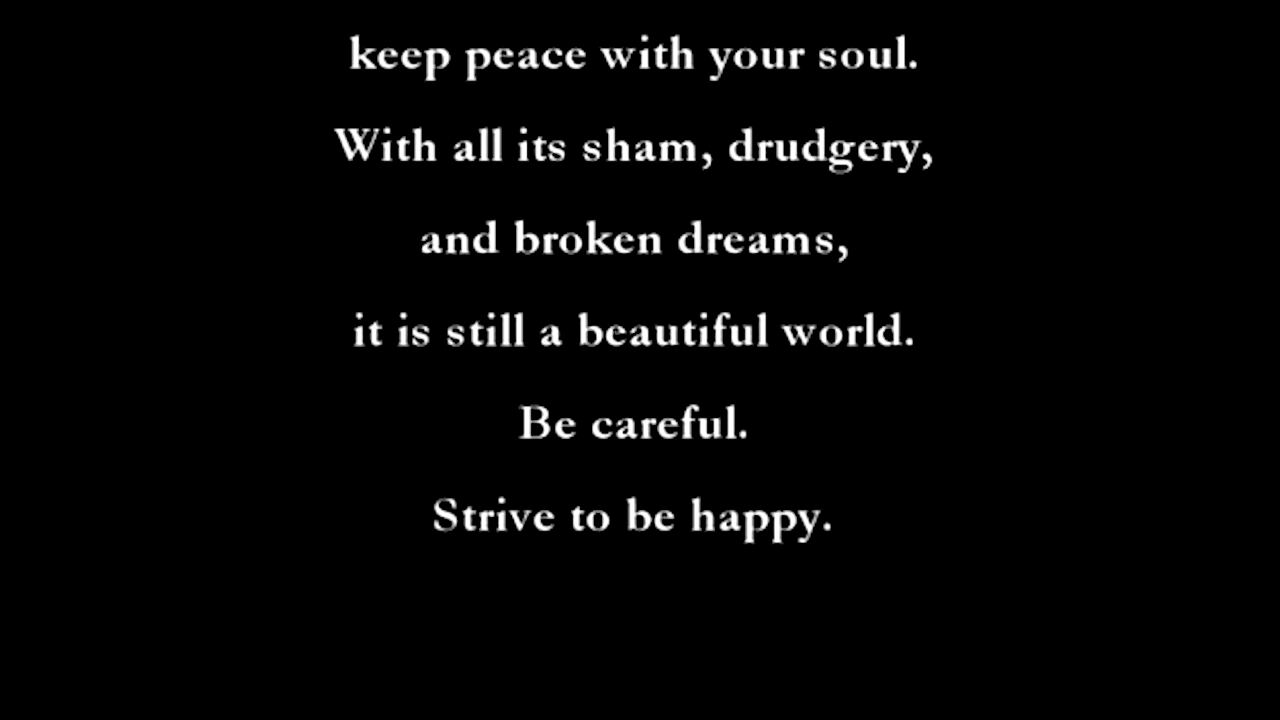 keep peace with your soul.
With all its sham, drudgery,
and broken dreams,
it is still a beautiful world.
Be careful.
Strive to be happy.